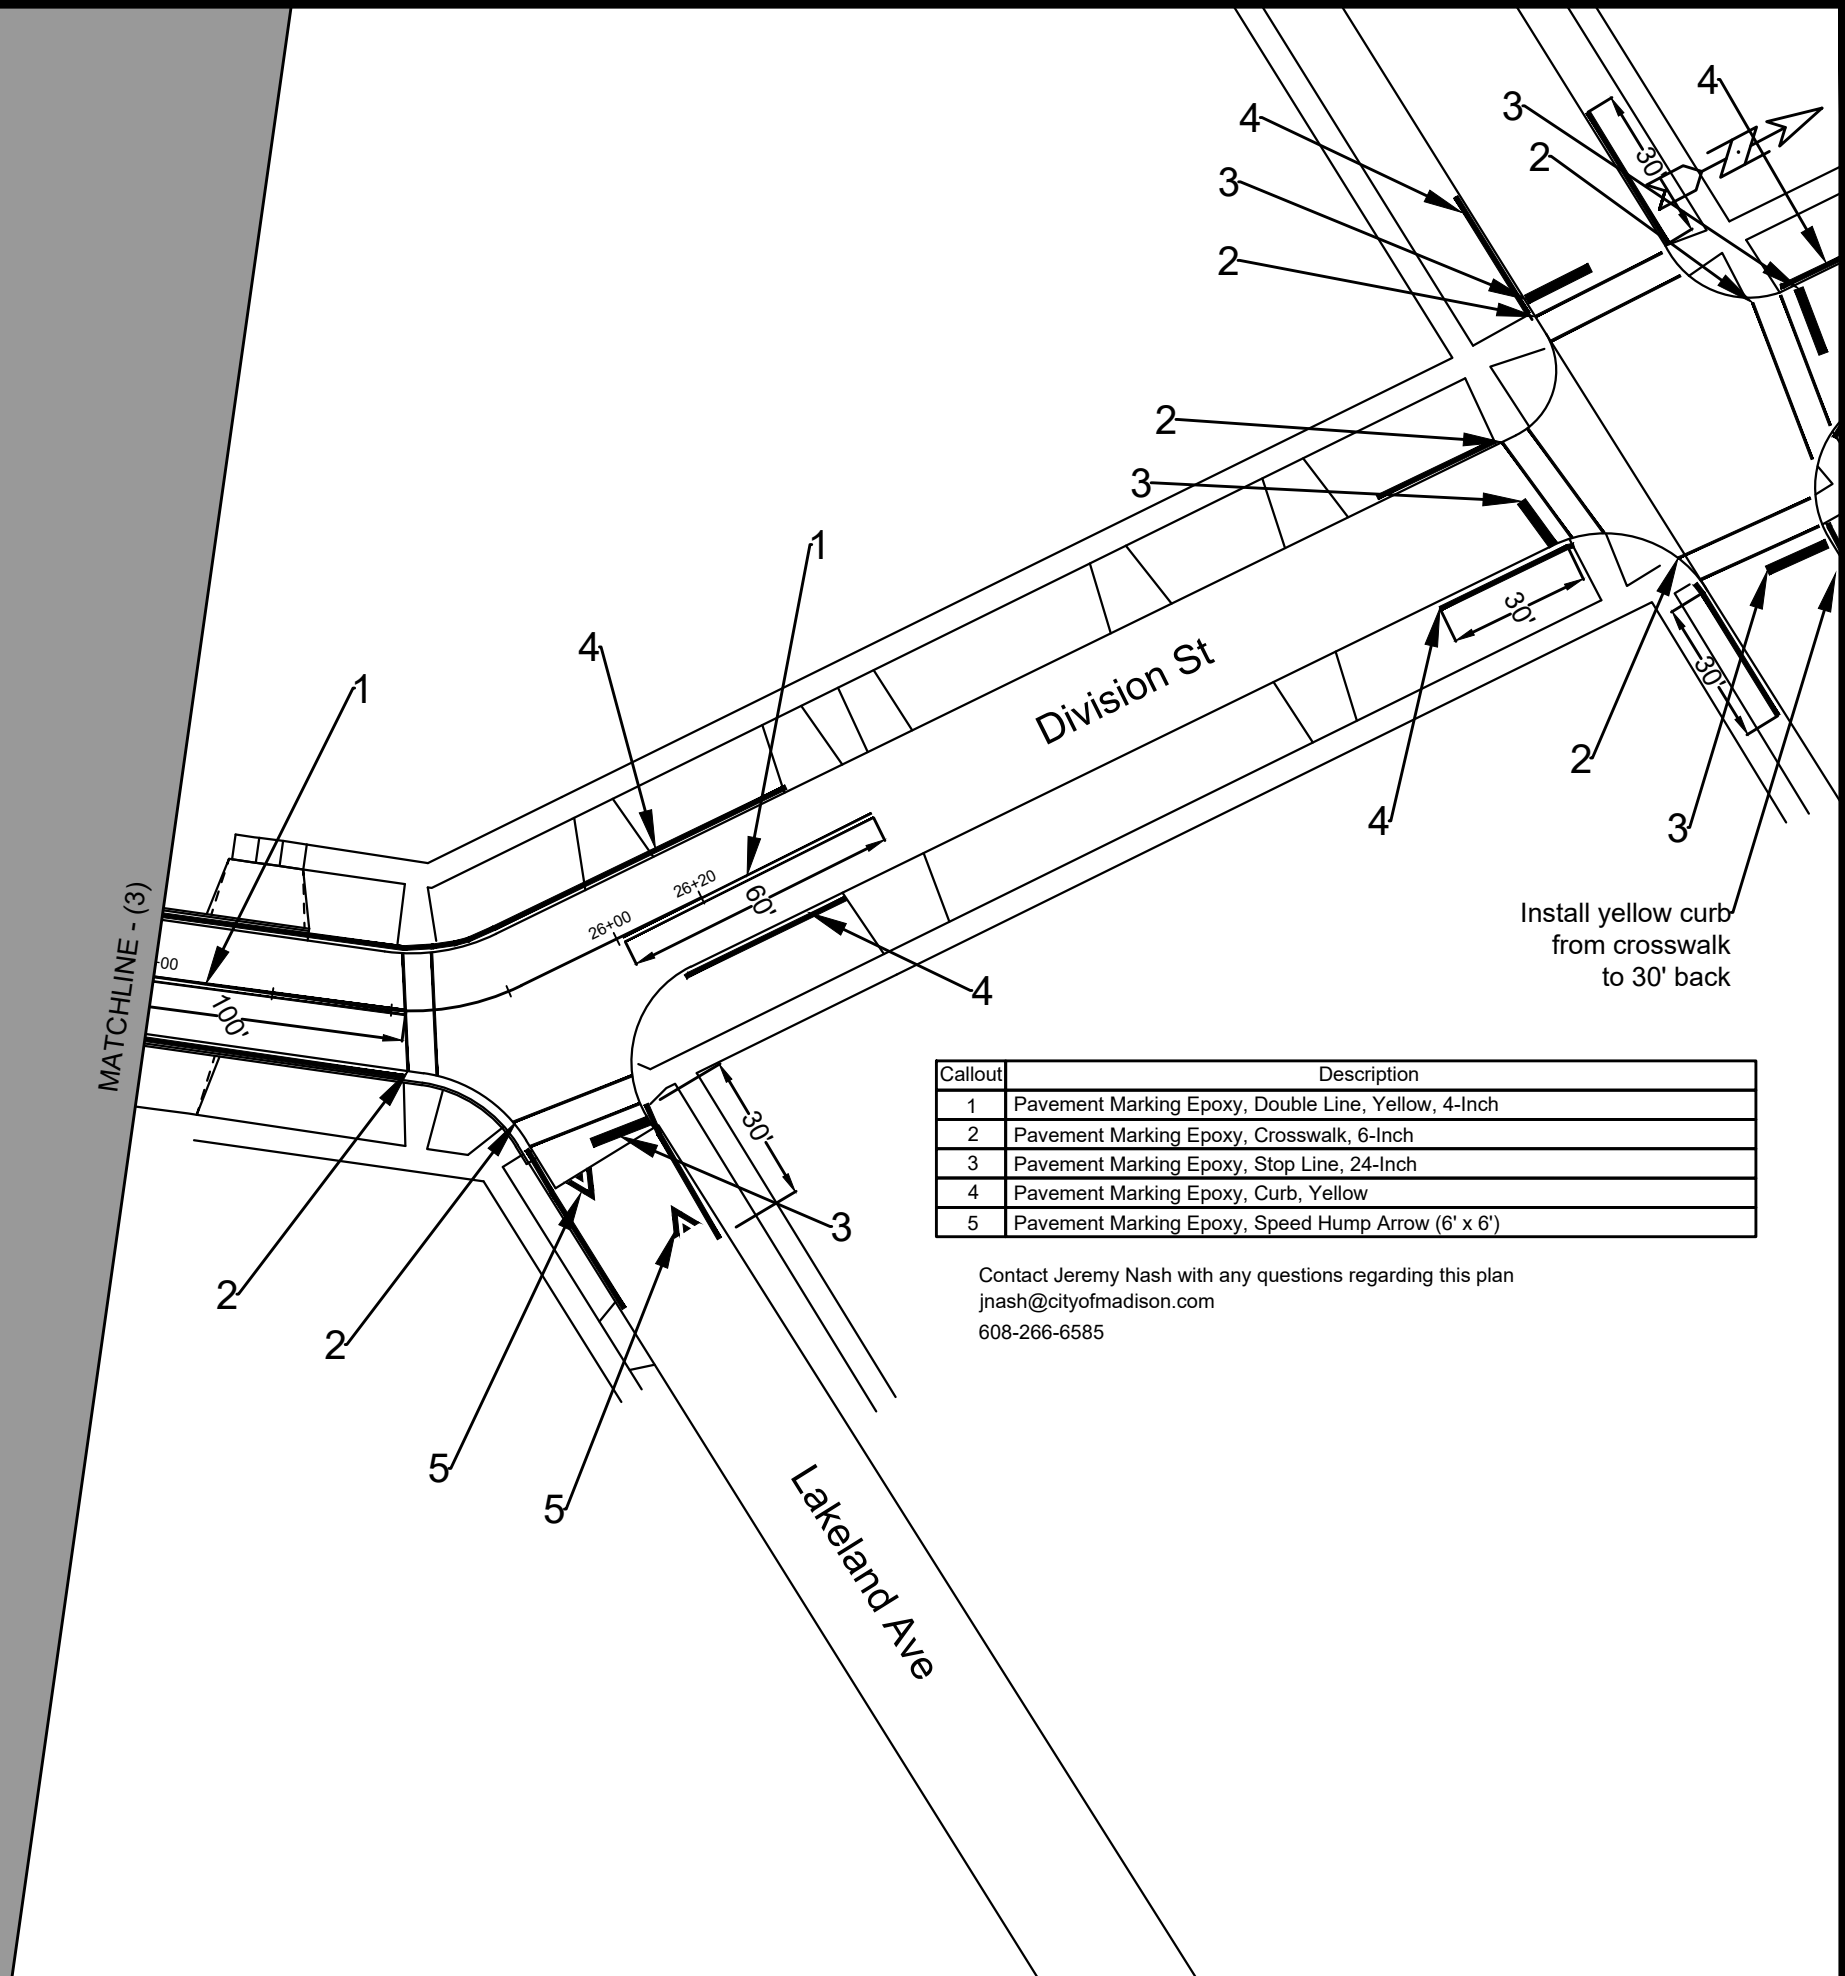 4
3
2
4
3
2
30'
N
2
3
1
4
1
30'
Division St
30'
26+20
26+00
60'
2
4
3
Install yellow curb
from crosswalk
to 30' back
4
MATCHLINE - (3)
+00
100'
30'
3
2
2
5
5
Lakeland Ave
Callout Description
1 Pavement Marking Epoxy, Double Line, Yellow, 4-Inch
2 Pavement Marking Epoxy, Crosswalk, 6-Inch
3 Pavement Marking Epoxy, Stop Line, 24-Inch
4 Pavement Marking Epoxy, Curb, Yellow
5 Pavement Marking Epoxy, Speed Hump Arrow (6' x 6')
Contact Jeremy Nash with any questions regarding this plan
jnash@cityofmadison.com
608-266-6585